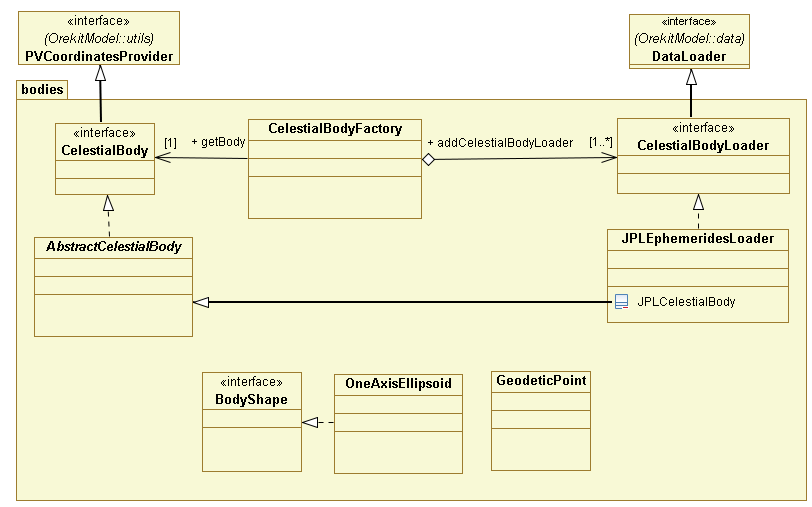 «interface»
(OrekitModel::utils)
PVCoordinatesProvider
«interface»
(OrekitModel::data)
DataLoader
bodies
«interface»
CelestialBody
[1]
+ getBody
CelestialBodyFactory
+ addCelestialBodyLoader
[1..*]
«interface»
CelestialBodyLoader
AbstractCelestialBody
JPLEphemeridesLoader
JPLCelestialBody
«interface»
BodyShape
OneAxisEllipsoid
GeodeticPoint